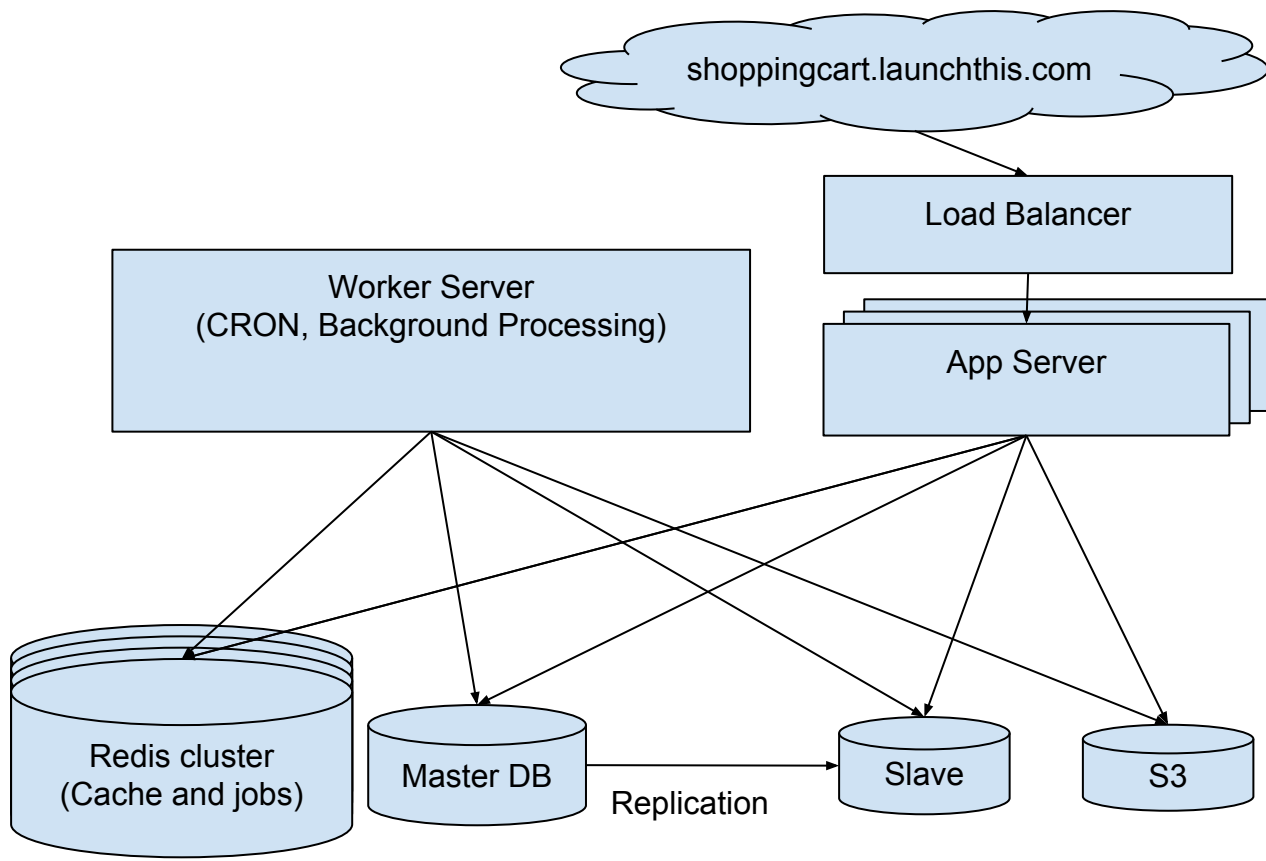 shoppingcart.launchthis.com
Load Balancer
Worker Server
(CRON, Background Processing)
App Server
Redis cluster
(Cache and jobs)
Master DB
Replication
Slave
S3